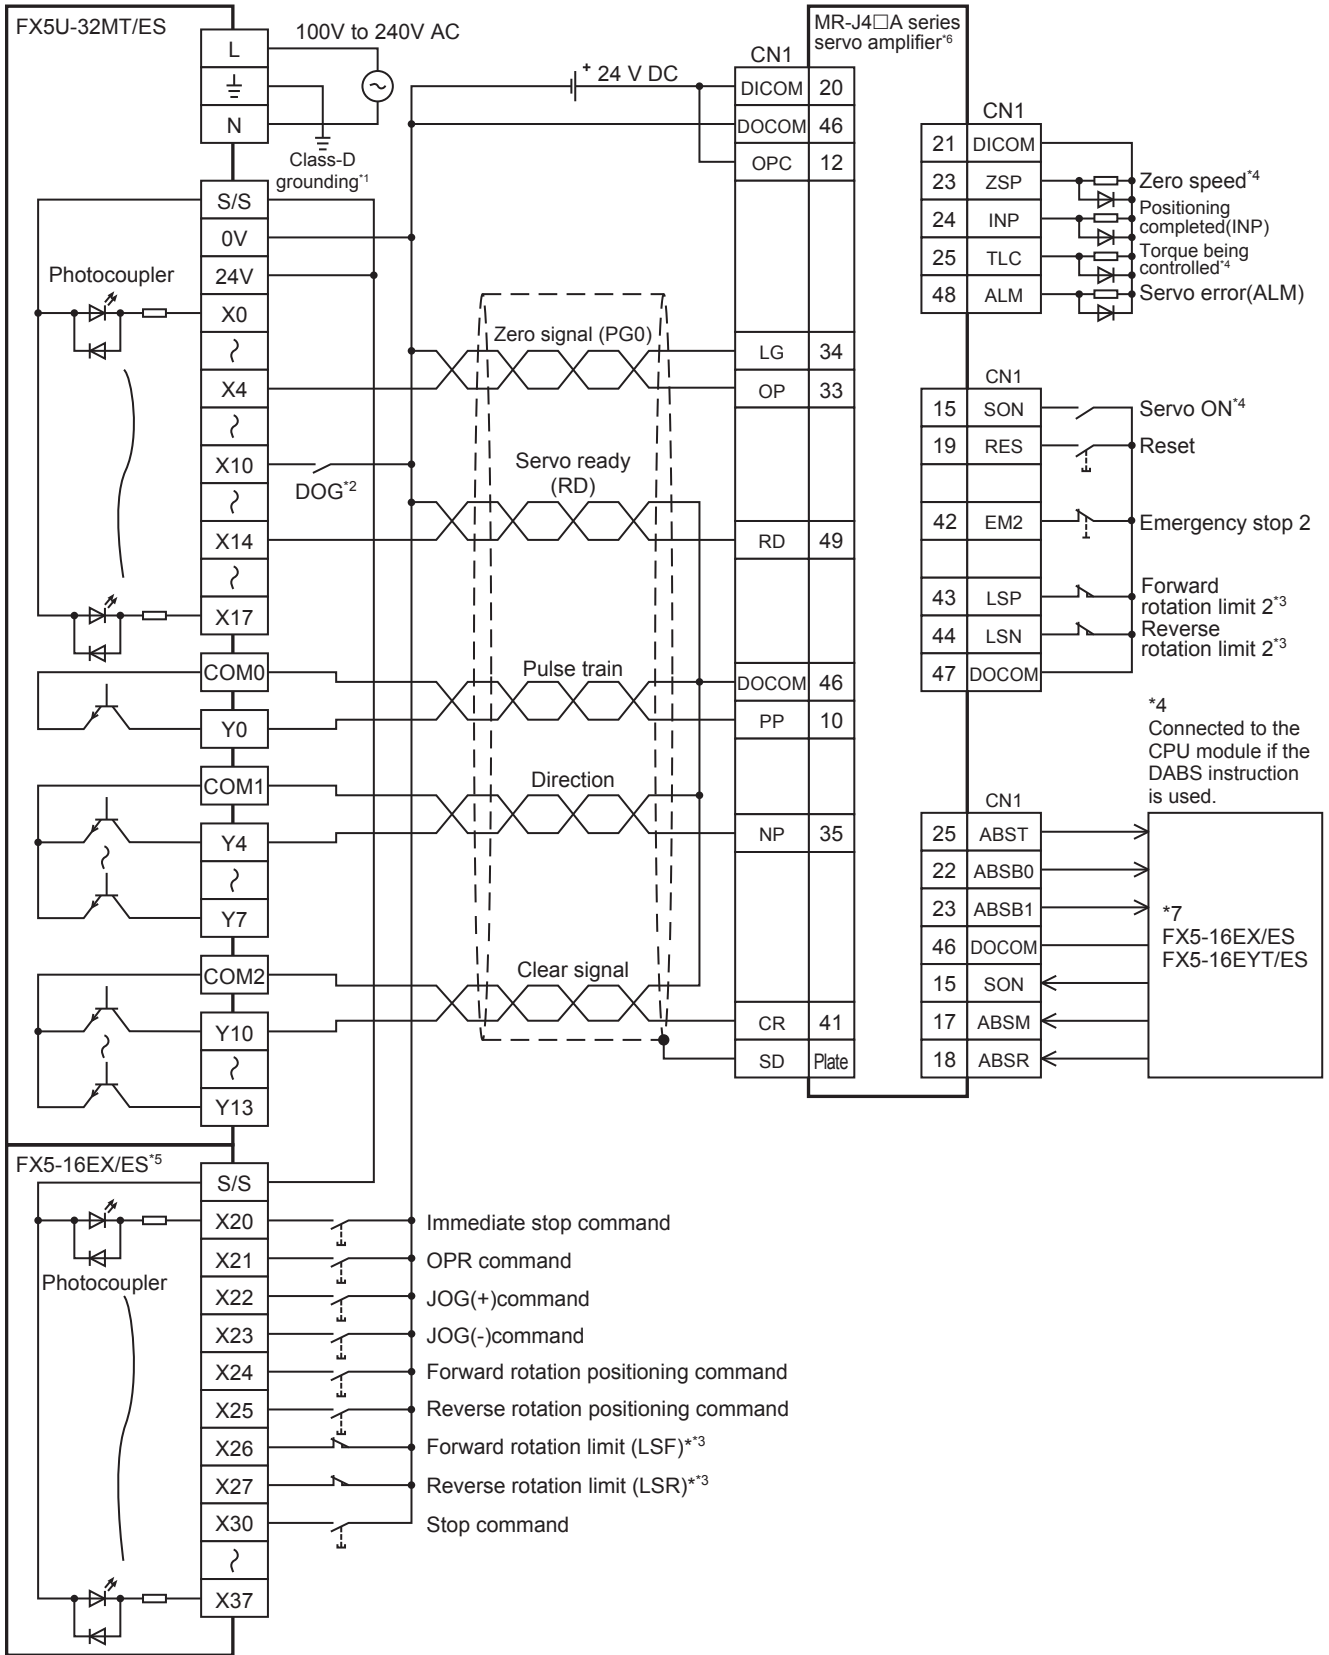 FX5U-32MT/ES
L
N
100V to 240V AC
Class-D
grounding*1
S/S
0V
24V
X0
X4
X10
X14
X17
COM0
Y0
COM1
Y4
Y7
COM2
Y10
Y13
Photocoupler
DOG*2
+ 24 V DC
Zero signal (PG0)
Servo ready
(RD)
Pulse train
Direction
Clear signal
MR-J4□A series
servo amplifier*6
CN1
DICOM 20
DOCOM 46
OPC 12
LG 34
OP 33
RD 49
DOCOM 46
PP 10
NP 35
CR 41
SD Plate
CN1
21 DICOM
23 ZSP Zero speed*4
24 INP Positioning
completed(INP)
25 TLC Torque being
controlled*4
48 ALM Servo error(ALM)
CN1
15 SON Servo ON*4
19 RES Reset
42 EM2 Emergency stop 2
43 LSP Forward
rotation limit 2*3
44 LSN Reverse
rotation limit 2*3
47 DOCOM
*4
Connected to the
CPU module if the
DABS instruction
is used.
CN1
25 ABST
22 ABSB0
23 ABSB1
46 DOCOM
15 SON
17 ABSM
18 ABSR
*7
FX5-16EX/ES
FX5-16EYT/ES
FX5-16EX/ES*5
Photocoupler
S/S
X20 Immediate stop command
X21 OPR command
X22 JOG(+)command
X23 JOG(-)command
X24 Forward rotation positioning command
X25 Reverse rotation positioning command
X26 Forward rotation limit (LSF)**3
X27 Reverse rotation limit (LSR)**3
X30 Stop command
X37